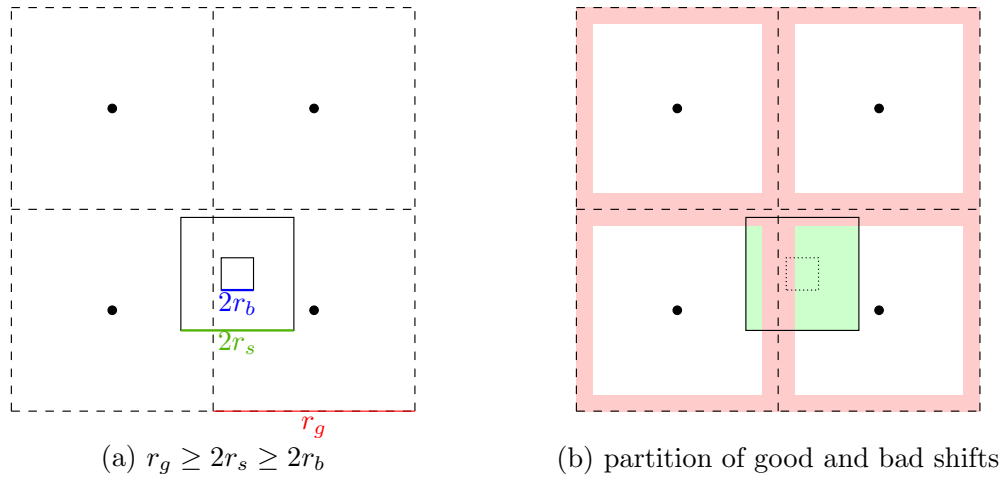 2r_b
2r_s
r_g
(a) r_g ≥ 2r_s ≥ 2r_b
(b) partition of good and bad shifts